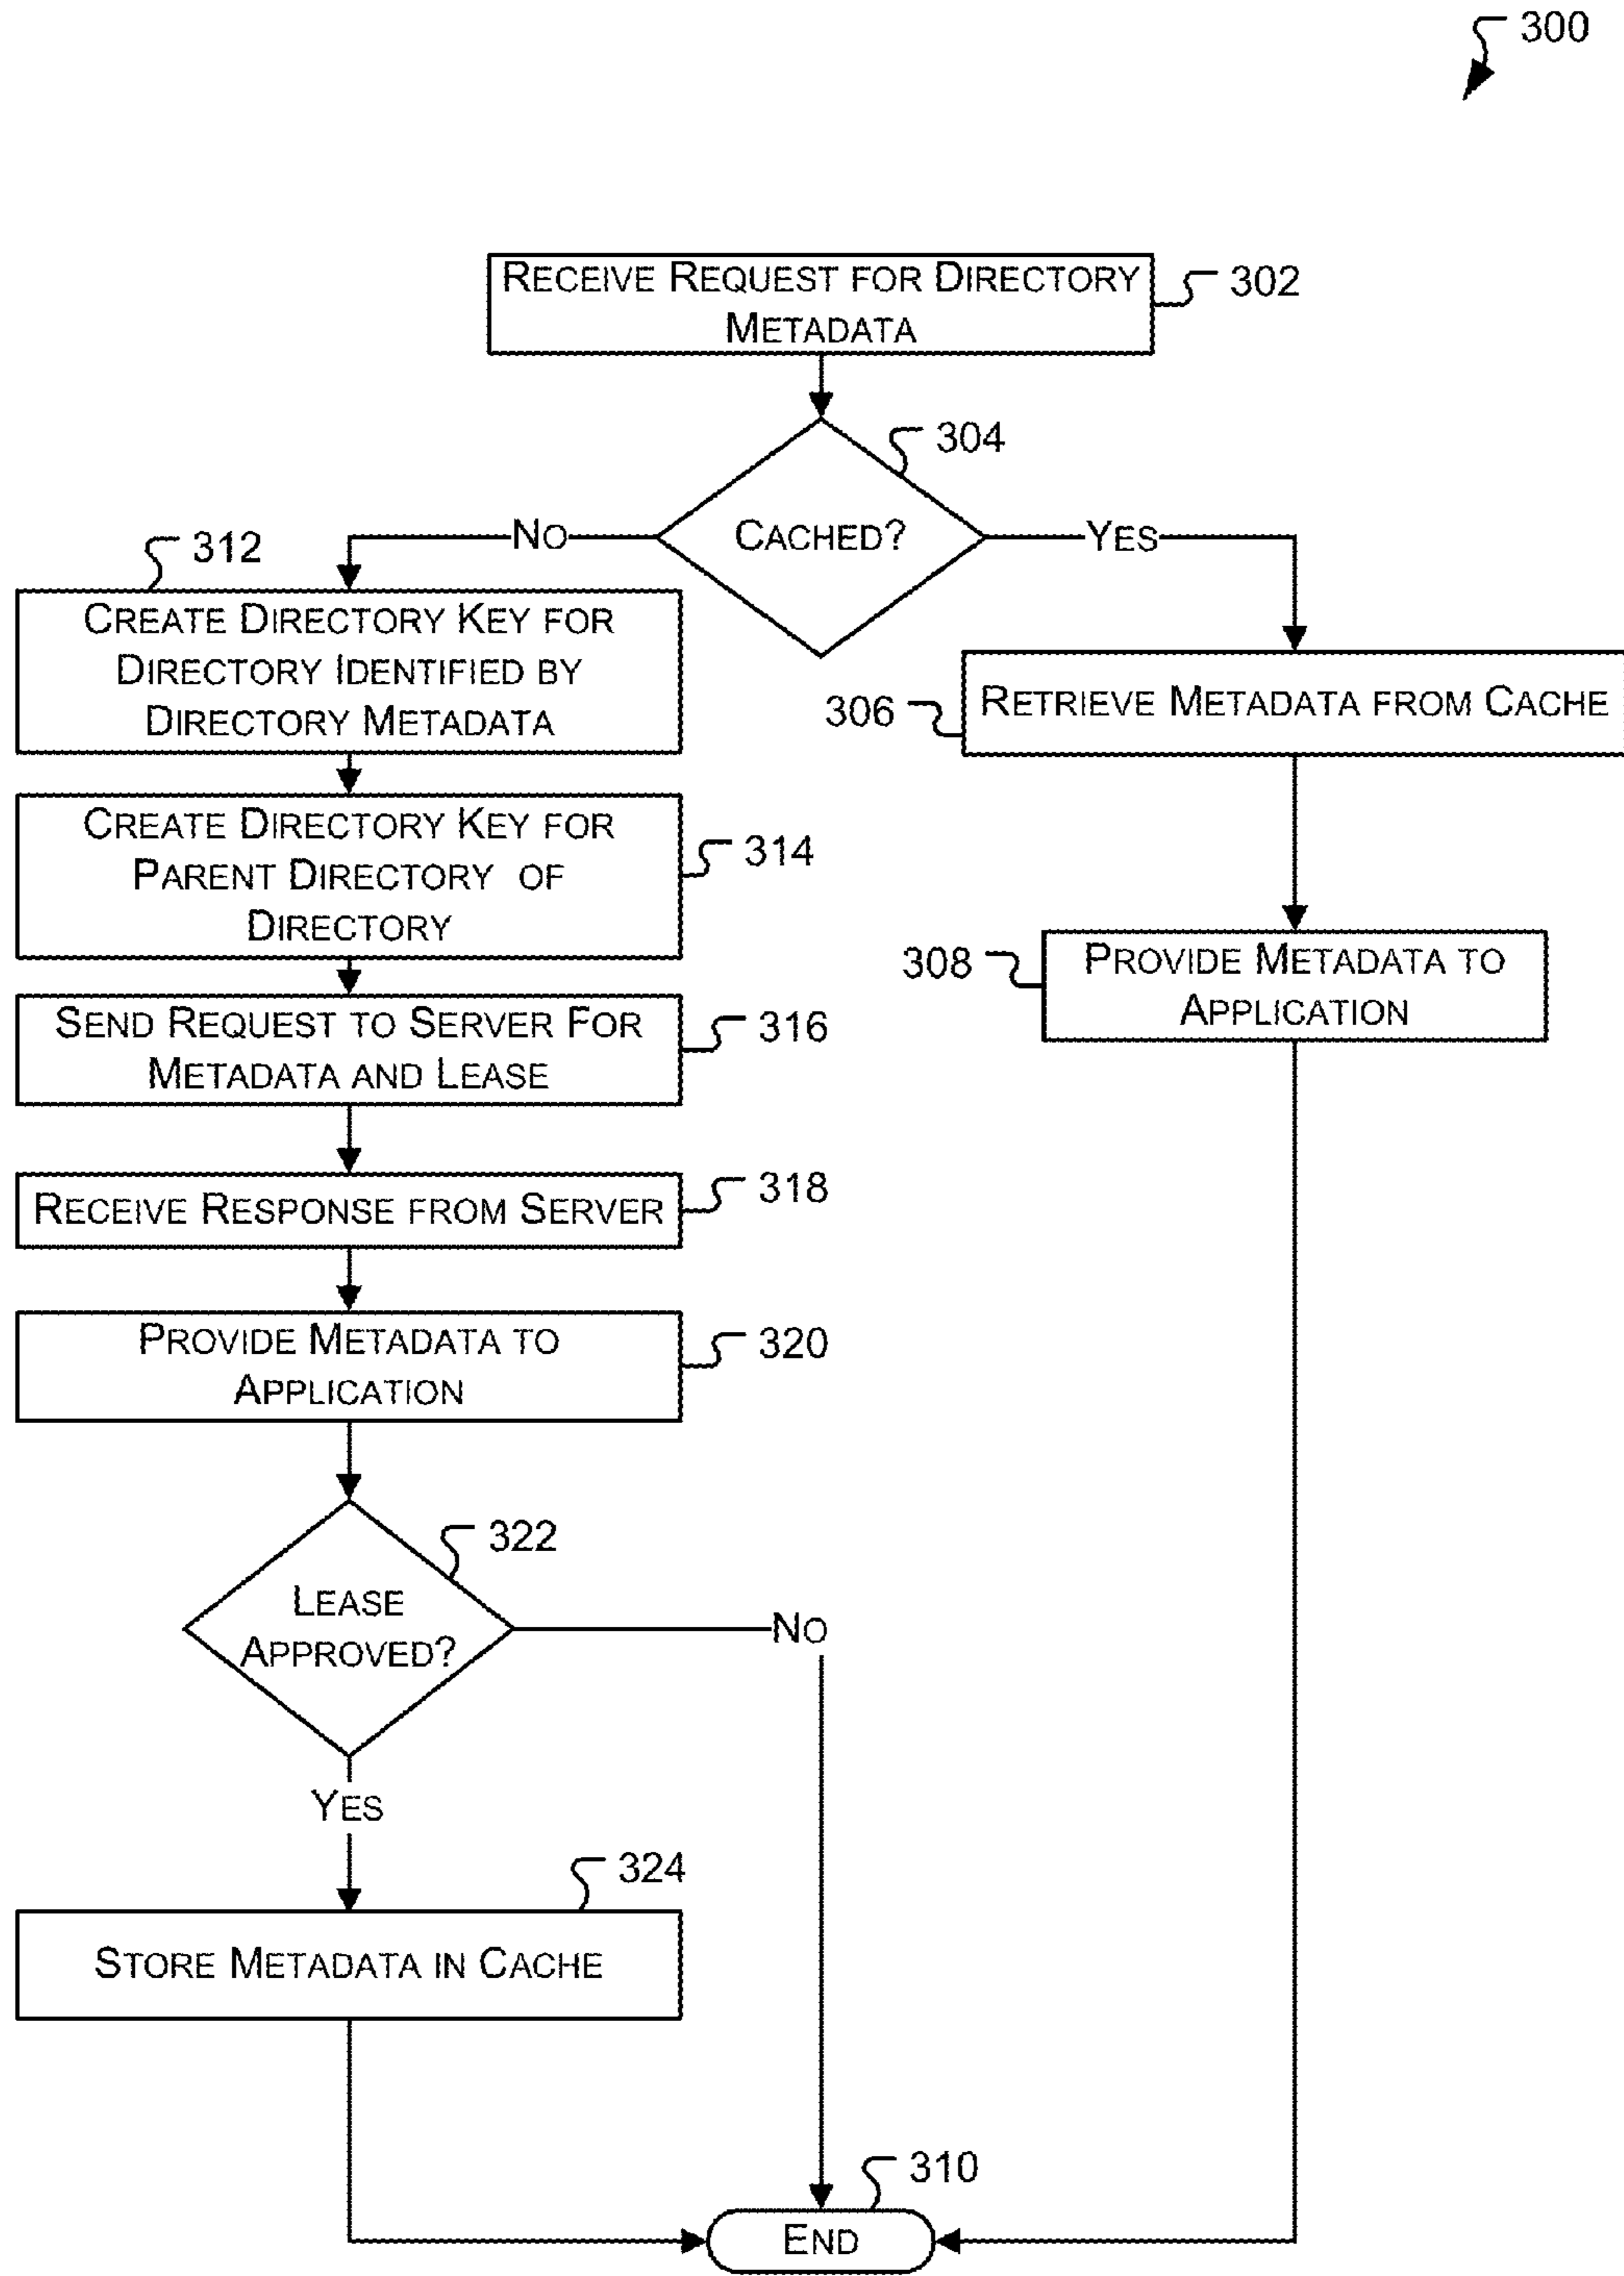 300
RECEIVE REQUEST FOR DIRECTORY
METADATA
302
304
CACHED?
NO
YES
312
CREATE DIRECTORY KEY FOR
DIRECTORY IDENTIFIED BY
DIRECTORY METADATA
306
RETRIEVE METADATA FROM CACHE
CREATE DIRECTORY KEY FOR
PARENT DIRECTORY OF
DIRECTORY
314
308
PROVIDE METADATA TO
APPLICATION
SEND REQUEST TO SERVER FOR
METADATA AND LEASE
316
RECEIVE RESPONSE FROM SERVER
318
PROVIDE METADATA TO
APPLICATION
320
322
LEASE
APPROVED?
NO
YES
324
STORE METADATA IN CACHE
310
END